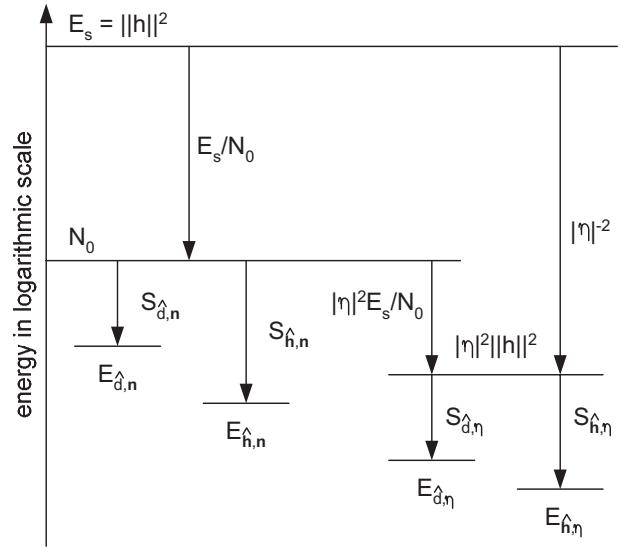 E_s = ||h||²
E_s/N_0
N_0
|η|⁻²
S_d̂,n
|η|²E_s/N_0
S_ĥ,n
|η|²||h||²
E_d̂,n
S_d̂,η
S_ĥ,η
E_ĥ,n
E_d̂,η
E_ĥ,η
energy in logarithmic scale